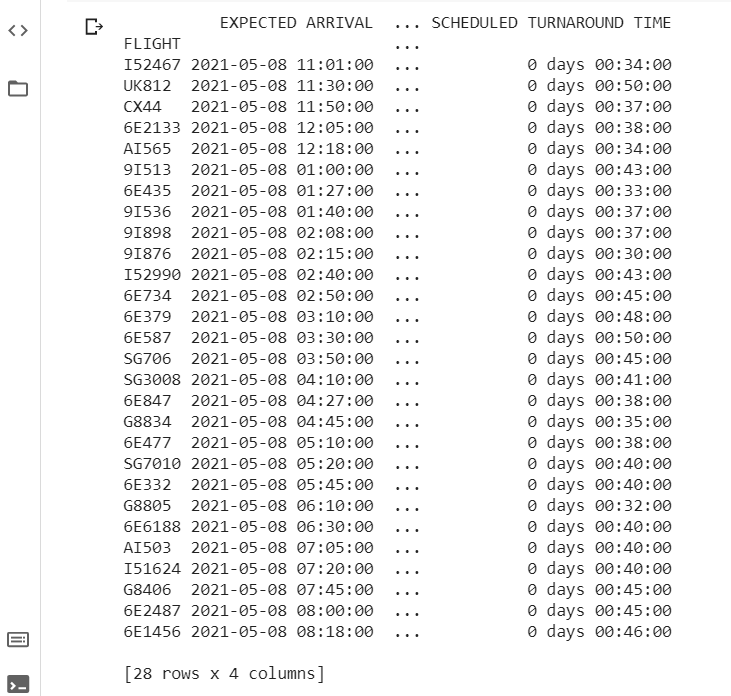 EXPECTED ARRIVAL ... SCHEDULED TURNAROUND TIME
FLIGHT ...
I52467 2021-05-08 11:01:00 ... 0 days 00:34:00
UK812 2021-05-08 11:30:00 ... 0 days 00:50:00
CX44 2021-05-08 11:50:00 ... 0 days 00:37:00
6E2133 2021-05-08 12:05:00 ... 0 days 00:38:00
AI565 2021-05-08 12:18:00 ... 0 days 00:34:00
9I513 2021-05-08 01:00:00 ... 0 days 00:43:00
6E435 2021-05-08 01:27:00 ... 0 days 00:33:00
9I536 2021-05-08 01:40:00 ... 0 days 00:37:00
9I898 2021-05-08 02:08:00 ... 0 days 00:37:00
9I876 2021-05-08 02:15:00 ... 0 days 00:30:00
I52990 2021-05-08 02:40:00 ... 0 days 00:43:00
6E734 2021-05-08 02:50:00 ... 0 days 00:45:00
6E379 2021-05-08 03:10:00 ... 0 days 00:48:00
6E587 2021-05-08 03:30:00 ... 0 days 00:50:00
SG706 2021-05-08 03:50:00 ... 0 days 00:45:00
SG3008 2021-05-08 04:10:00 ... 0 days 00:41:00
6E847 2021-05-08 04:27:00 ... 0 days 00:38:00
G8834 2021-05-08 04:45:00 ... 0 days 00:35:00
6E477 2021-05-08 05:10:00 ... 0 days 00:38:00
SG7010 2021-05-08 05:20:00 ... 0 days 00:40:00
6E332 2021-05-08 05:45:00 ... 0 days 00:40:00
G8805 2021-05-08 06:10:00 ... 0 days 00:32:00
6E6188 2021-05-08 06:30:00 ... 0 days 00:40:00
AI503 2021-05-08 07:05:00 ... 0 days 00:40:00
I51624 2021-05-08 07:20:00 ... 0 days 00:40:00
G8406 2021-05-08 07:45:00 ... 0 days 00:45:00
6E2487 2021-05-08 08:00:00 ... 0 days 00:45:00
6E1456 2021-05-08 08:18:00 ... 0 days 00:46:00
[28 rows x 4 columns]